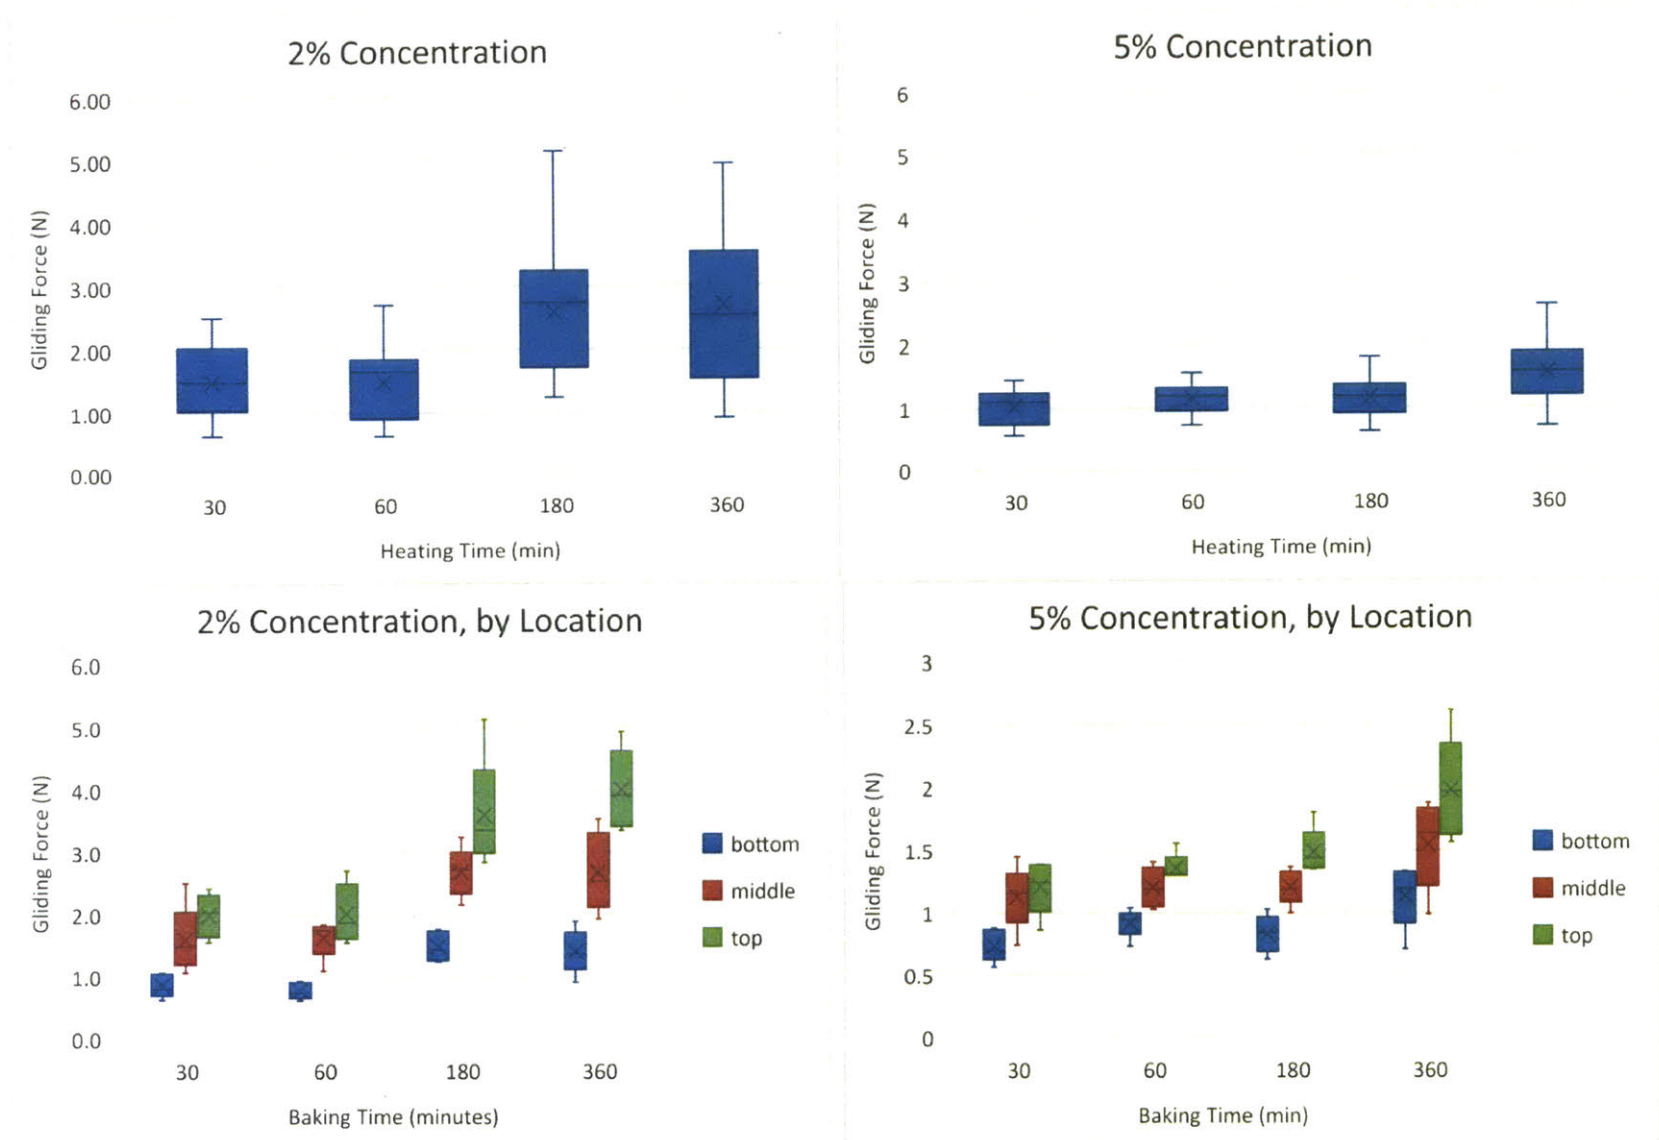 2% Concentration
6.00
5.00
4.00
3.00
2.00
1.00
0.00
Gliding Force (N)
30 60 180 360
Heating Time (min)
5% Concentration
6
5
4
3
2
1
0
Gliding Force (N)
30 60 180 360
Heating Time (min)
2% Concentration, by Location
6.0
5.0
4.0
3.0
2.0
1.0
0.0
Gliding Force (N)
30 60 180 360
Baking Time (minutes)
bottom
middle
top
5% Concentration, by Location
3
2.5
2
1.5
1
0.5
0
Gliding Force (N)
30 60 180 360
Baking Time (min)
bottom
middle
top